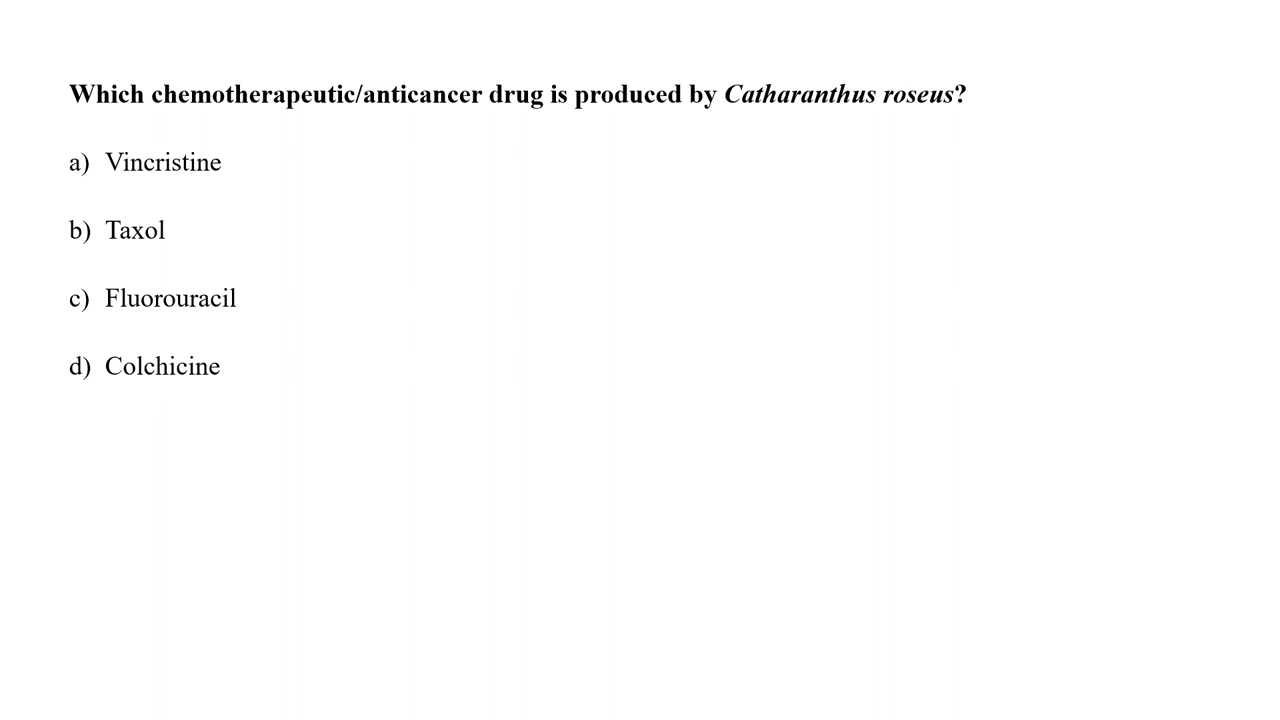 Which chemotherapeutic/anticancer drug is produced by Catharanthus roseus?
a) Vincristine
b) Taxol
c) Fluorouracil
d) Colchicine